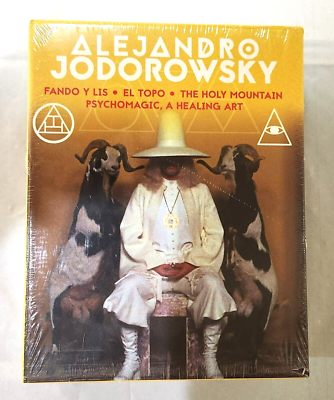 ALEJANDRO
JODOROWSKY
FANDO Y LIS • EL TOPO • THE HOLY MOUNTAIN
PSYCHOMAGIC, A HEALING ART